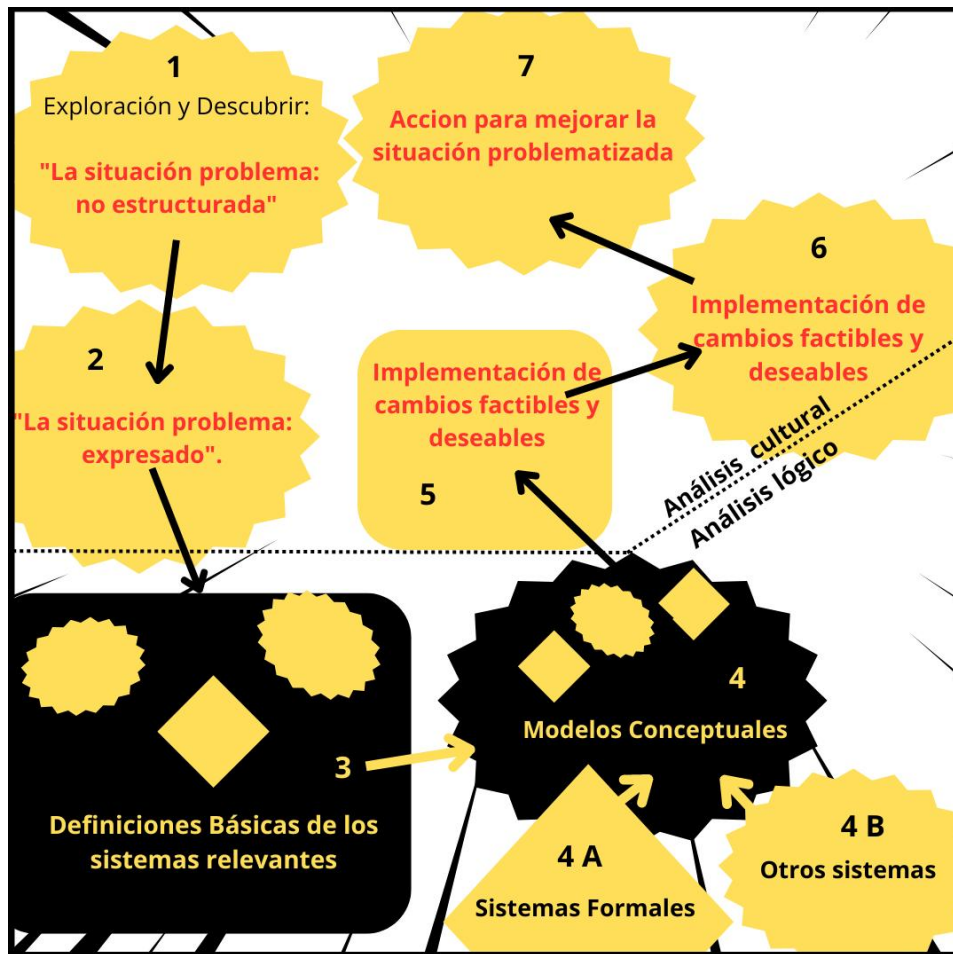 1
Exploración y Descubrir:
"La situación problema:
no estructurada"
2
"La situación problema:
expresado".
3
Definiciones Básicas de los
sistemas relevantes
4
Modelos Conceptuales
4 A
Sistemas Formales
4 B
Otros sistemas
Implementación de
cambios factibles y
deseables
5
6
Implementación de
cambios factibles y
deseables
Análisis cultural
Análisis lógico
7
Accion para mejorar la
situación problematizada